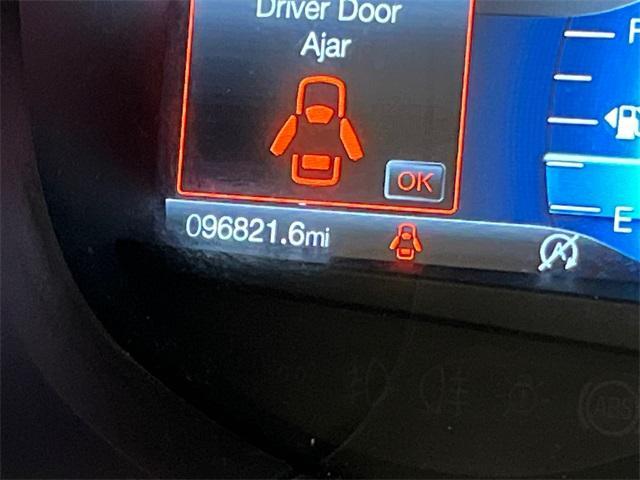 Driver Door
Ajar
F
OK
096821.6mi
E
ABS